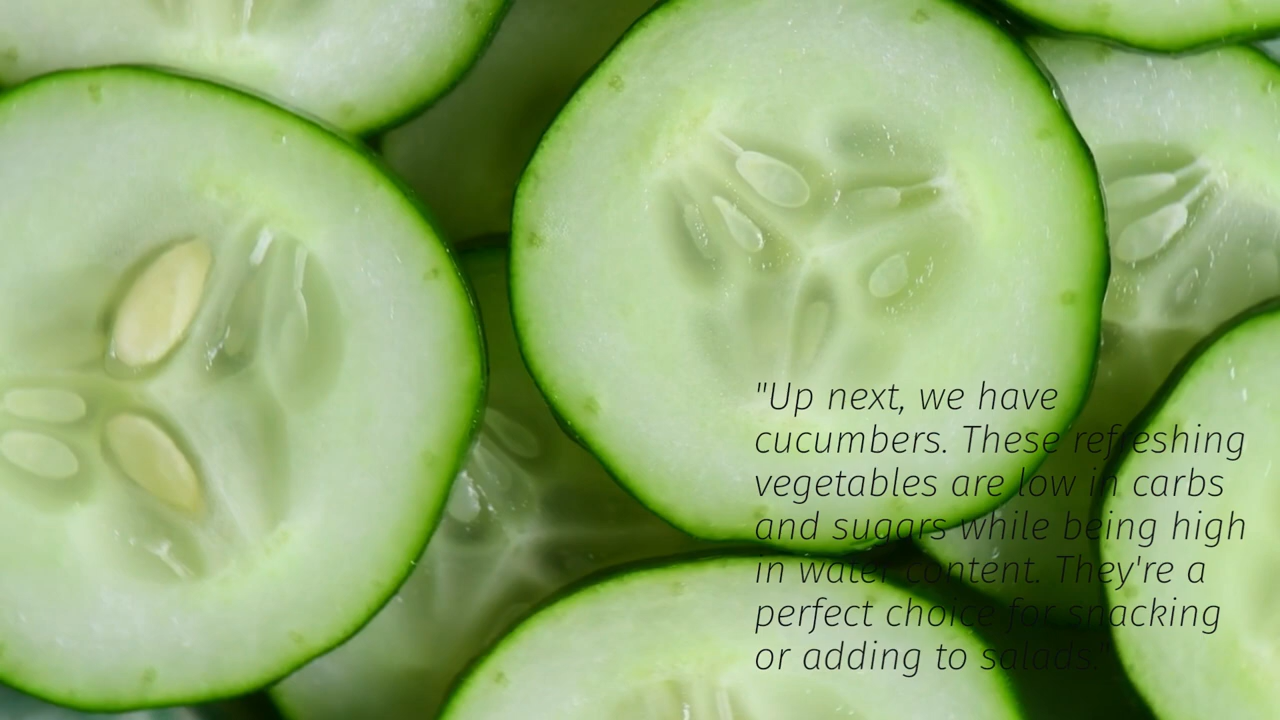 "Up next, we have
cucumbers. These refreshing
vegetables are low in carbs
and sugars while being high
in water content. They're a
perfect choice for snacking
or adding to salads."